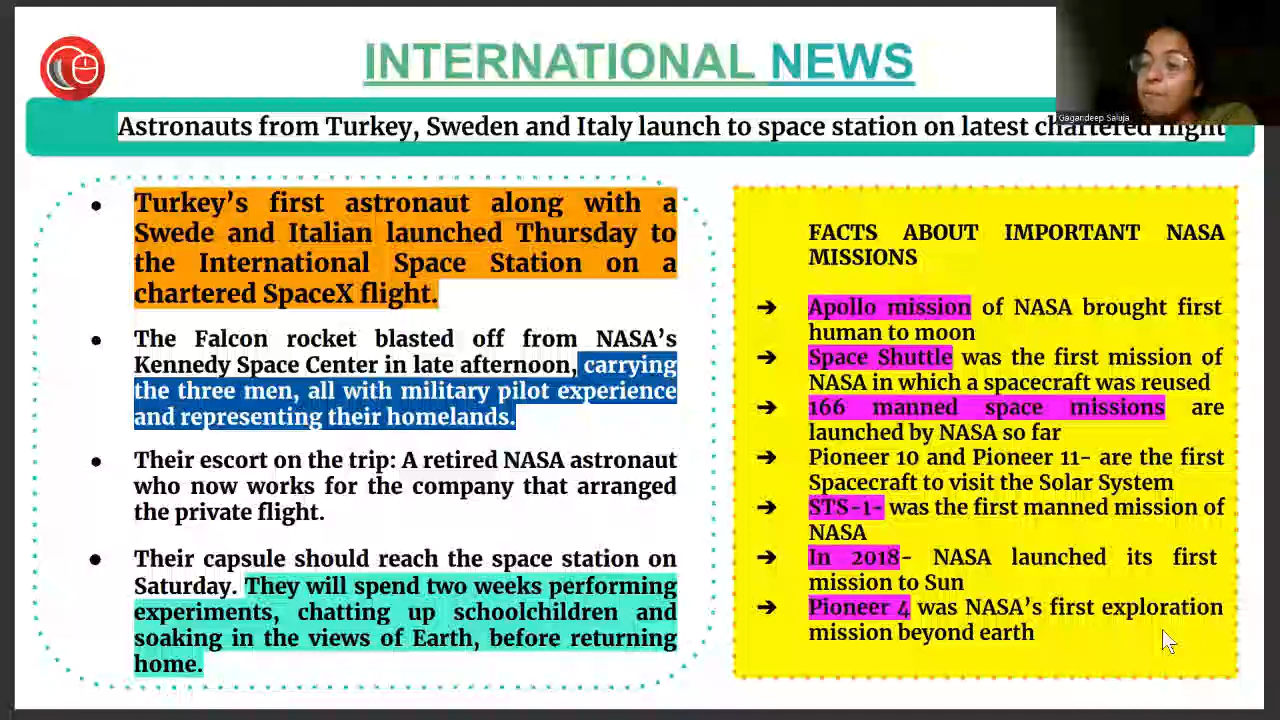 INTERNATIONAL NEWS
Gagandeep Saluja
Astronauts from Turkey, Sweden and Italy launch to space station on latest chartered flight
Turkey’s first astronaut along with a
Swede and Italian launched Thursday to
the International Space Station on a
chartered SpaceX flight.
The Falcon rocket blasted off from NASA’s
Kennedy Space Center in late afternoon, carrying
the three men, all with military pilot experience
and representing their homelands.
Their escort on the trip: A retired NASA astronaut
who now works for the company that arranged
the private flight.
Their capsule should reach the space station on
Saturday. They will spend two weeks performing
experiments, chatting up schoolchildren and
soaking in the views of Earth, before returning
home.
FACTS ABOUT IMPORTANT NASA
MISSIONS
➔ Apollo mission of NASA brought first
human to moon
➔ Space Shuttle was the first mission of
NASA in which a spacecraft was reused
➔ 166 manned space missions are
launched by NASA so far
➔ Pioneer 10 and Pioneer 11- are the first
Spacecraft to visit the Solar System
➔ STS-1- was the first manned mission of
NASA
➔ In 2018- NASA launched its first
mission to Sun
➔ Pioneer 4 was NASA’s first exploration
mission beyond earth